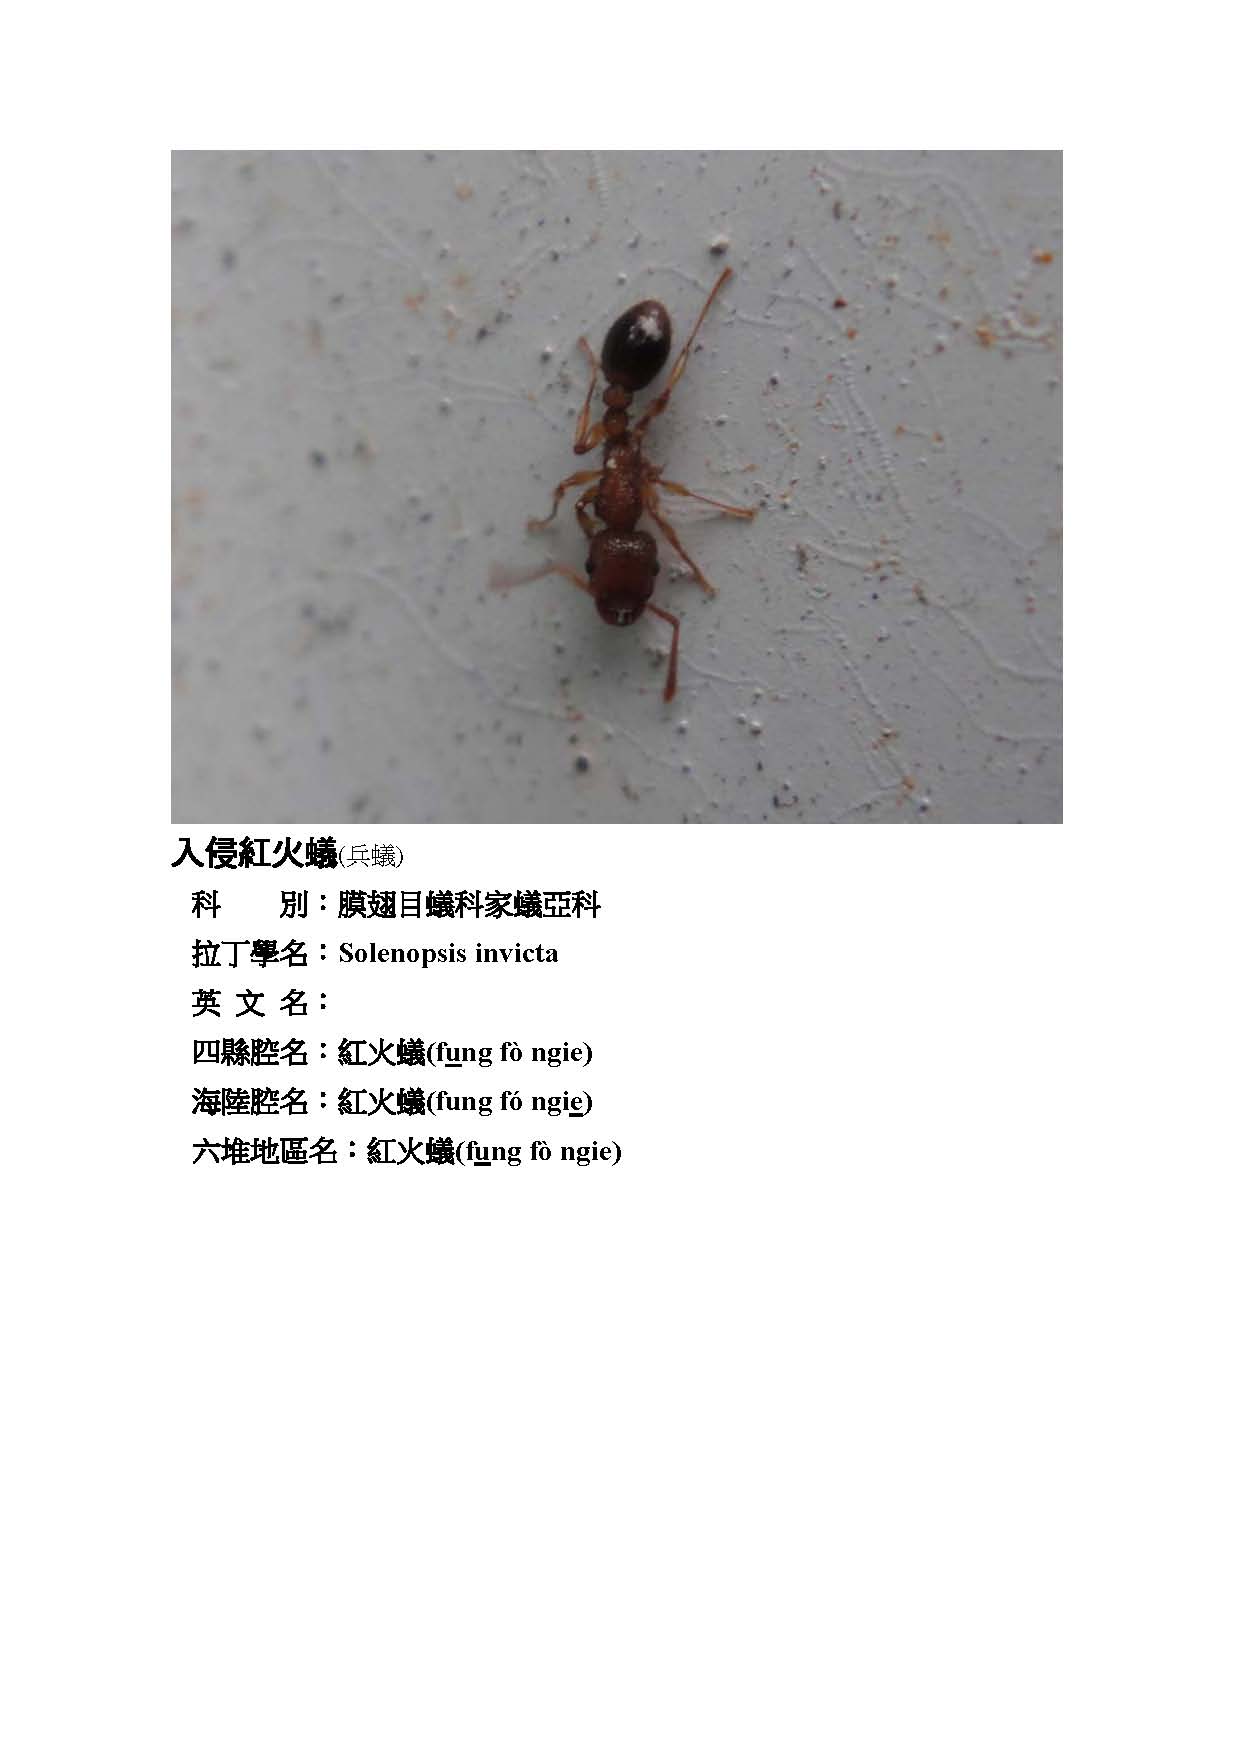 入侵紅火蟻(兵蟻)
科　　別：膜翅目蟻科家蟻亞科
拉丁學名：Solenopsis invicta
英 文 名：
四縣腔名：紅火蟻(fung fò ngie)
海陸腔名：紅火蟻(fung fó ngie)
六堆地區名：紅火蟻(fung fò ngie)